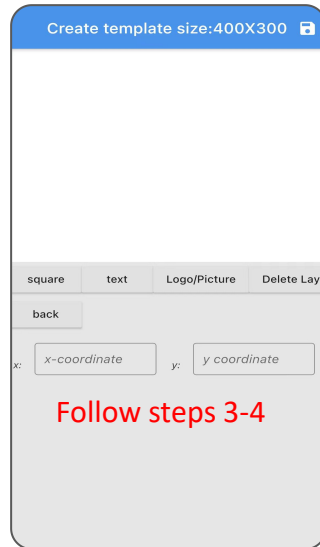 Create template size:400X300
square text Logo/Picture Delete Lay
back
x: x-coordinate y: y coordinate
Follow steps 3-4